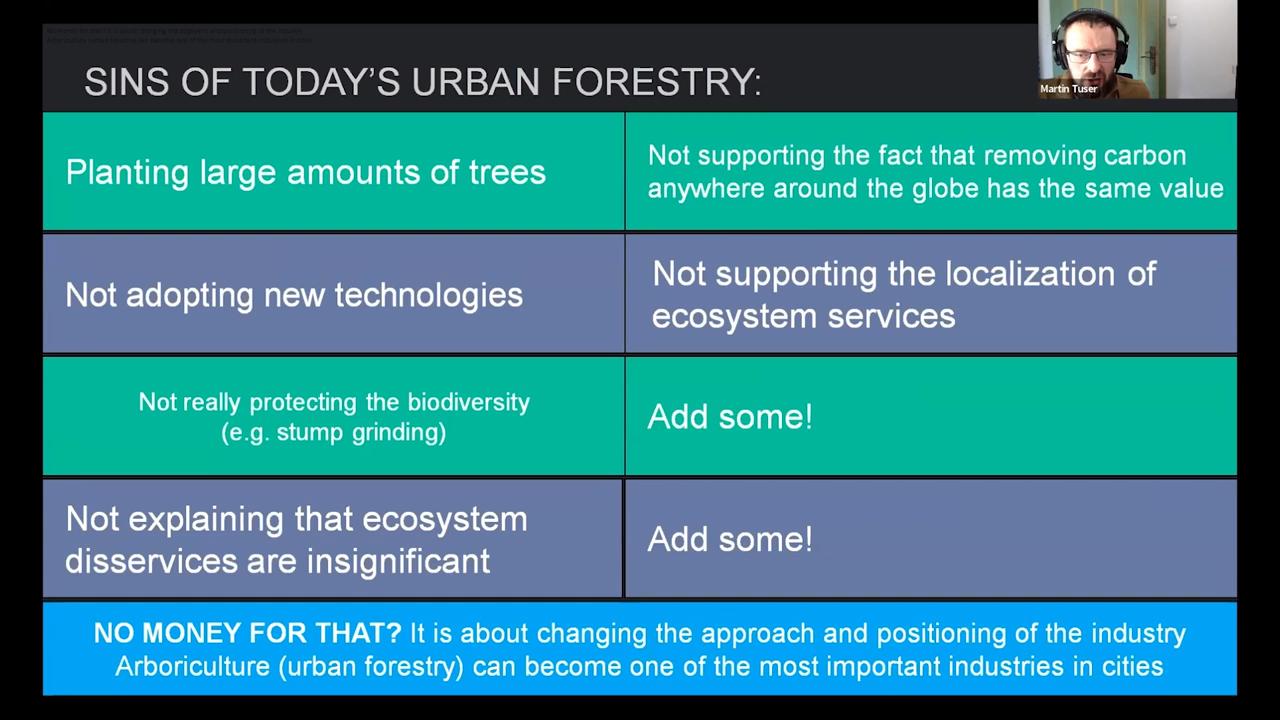 SINS OF TODAY'S URBAN FORESTRY:
Martin Tuser
Planting large amounts of trees
Not supporting the fact that removing carbon
anywhere around the globe has the same value
Not adopting new technologies
Not supporting the localization of
ecosystem services
Not really protecting the biodiversity
(e.g. stump grinding)
Add some!
Not explaining that ecosystem
disservices are insignificant
Add some!
NO MONEY FOR THAT? It is about changing the approach and positioning of the industry
Arboriculture (urban forestry) can become one of the most important industries in cities